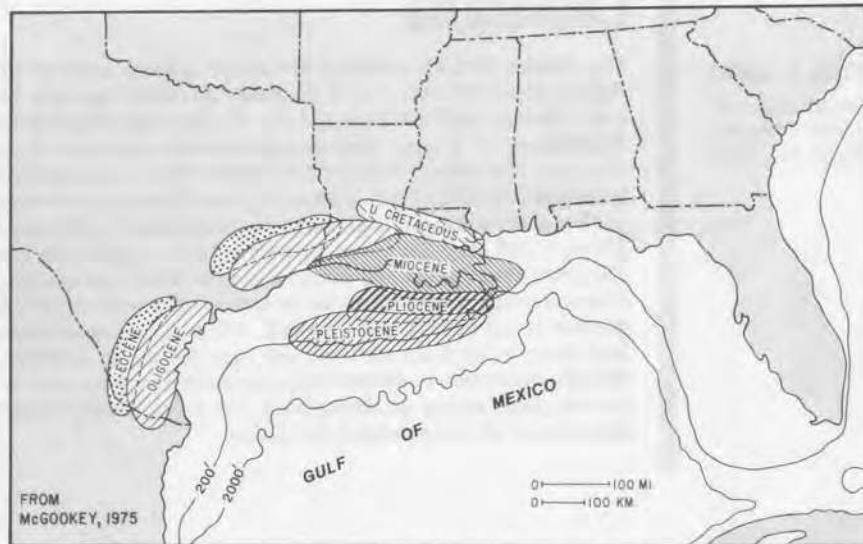 U CRETACEOUS
MIOCENE
PLIOCENE
PLEISTOCENE
EOCENE
OLIGOCENE
GULF OF MEXICO
200'
2000'
0 100 MI.
0 100 KM.
FROM
McGOOKEY, 1975